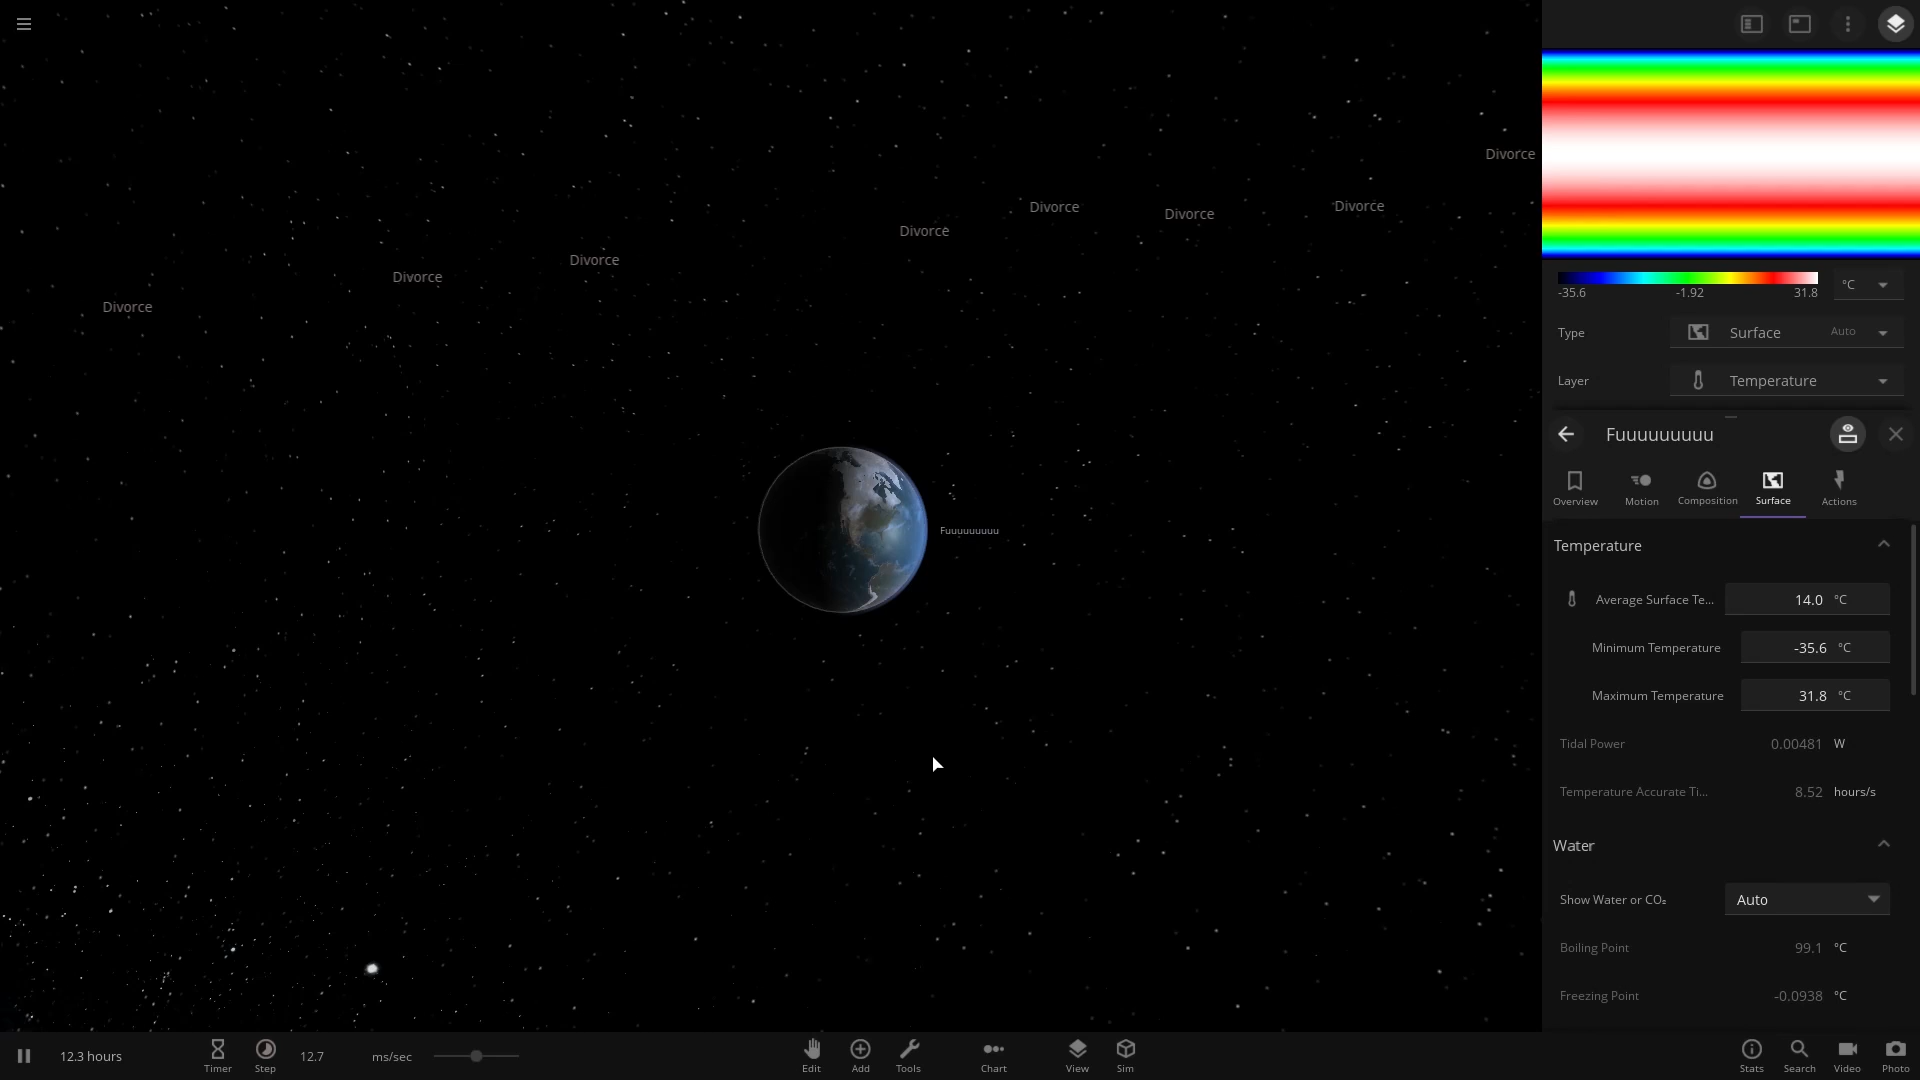 Divorce
Divorce
Divorce
Divorce
Divorce
Divorce
Divorce
Divorce
Fuuuuuuuuu
-35.6 -1.92 31.8 °C
Type Surface Auto
Layer Temperature
Fuuuuuuuuu
Overview Motion Composition Surface Actions
Temperature
Average Surface Te... 14.0 °C
Minimum Temperature -35.6 °C
Maximum Temperature 31.8 °C
Tidal Power 0.00481 W
Temperature Accurate Ti... 8.52 hours/s
Water
Show Water or CO₂ Auto
Boiling Point 99.1 °C
Freezing Point -0.0938 °C
12.3 hours Timer Step 12.7 ms/sec Edit Add Tools Chart View Sim Stats Search Video Photo